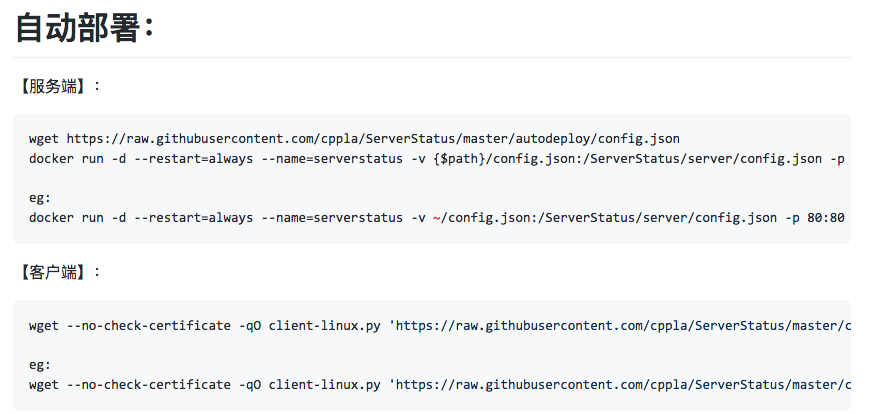 自动部署：
【服务端】：
wget https://raw.githubusercontent.com/cppla/ServerStatus/master/autodeploy/config.json
docker run -d --restart=always --name=serverstatus -v {$path}/config.json:/ServerStatus/server/config.json -p
eg:
docker run -d --restart=always --name=serverstatus -v ~/config.json:/ServerStatus/server/config.json -p 80:80
【客户端】：
wget --no-check-certificate -qO client-linux.py 'https://raw.githubusercontent.com/cppla/ServerStatus/master/c
eg:
wget --no-check-certificate -qO client-linux.py 'https://raw.githubusercontent.com/cppla/ServerStatus/master/c